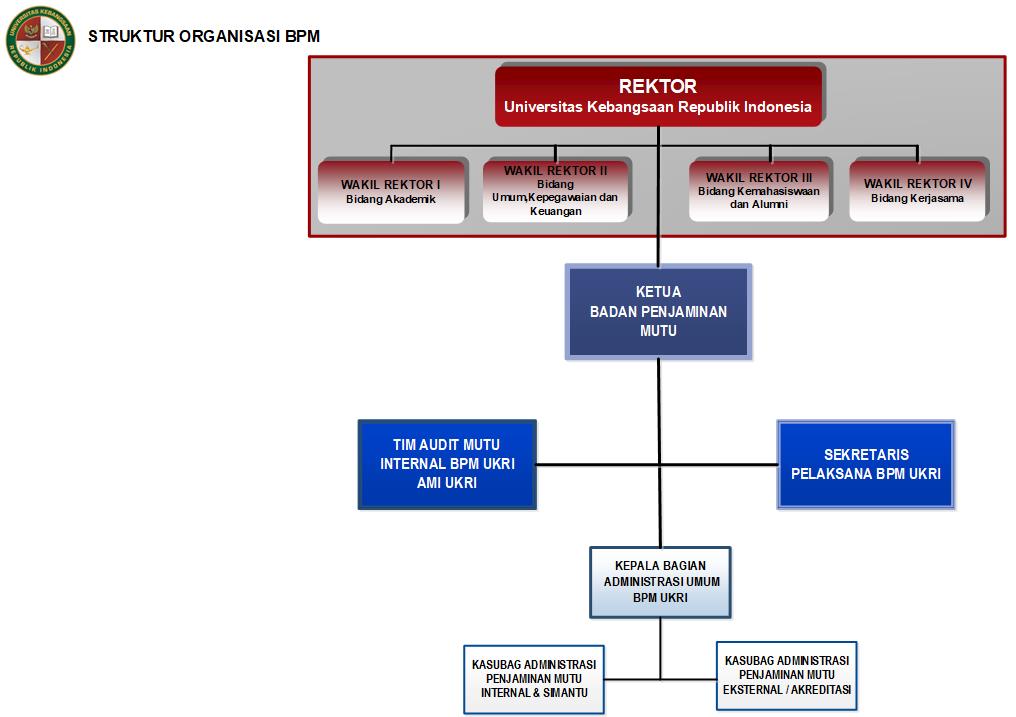 UNIVERSITAS KEBANGSAAN
REPUBLIK INDONESIA
STRUKTUR ORGANISASI BPM
REKTOR
Universitas Kebangsaan Republik Indonesia
WAKIL REKTOR I
Bidang Akademik
WAKIL REKTOR II
Bidang
Umum,Kepegawaian dan
Keuangan
WAKIL REKTOR III
Bidang Kemahasiswaan
dan Alumni
WAKIL REKTOR IV
Bidang Kerjasama
KETUA
BADAN PENJAMINAN
MUTU
TIM AUDIT MUTU
INTERNAL BPM UKRI
AMI UKRI
SEKRETARIS
PELAKSANA BPM UKRI
KEPALA BAGIAN
ADMINISTRASI UMUM
BPM UKRI
KASUBAG ADMINISTRASI
PENJAMINAN MUTU
INTERNAL & SIMANTU
KASUBAG ADMINISTRASI
PENJAMINAN MUTU
EKSTERNAL / AKREDITASI